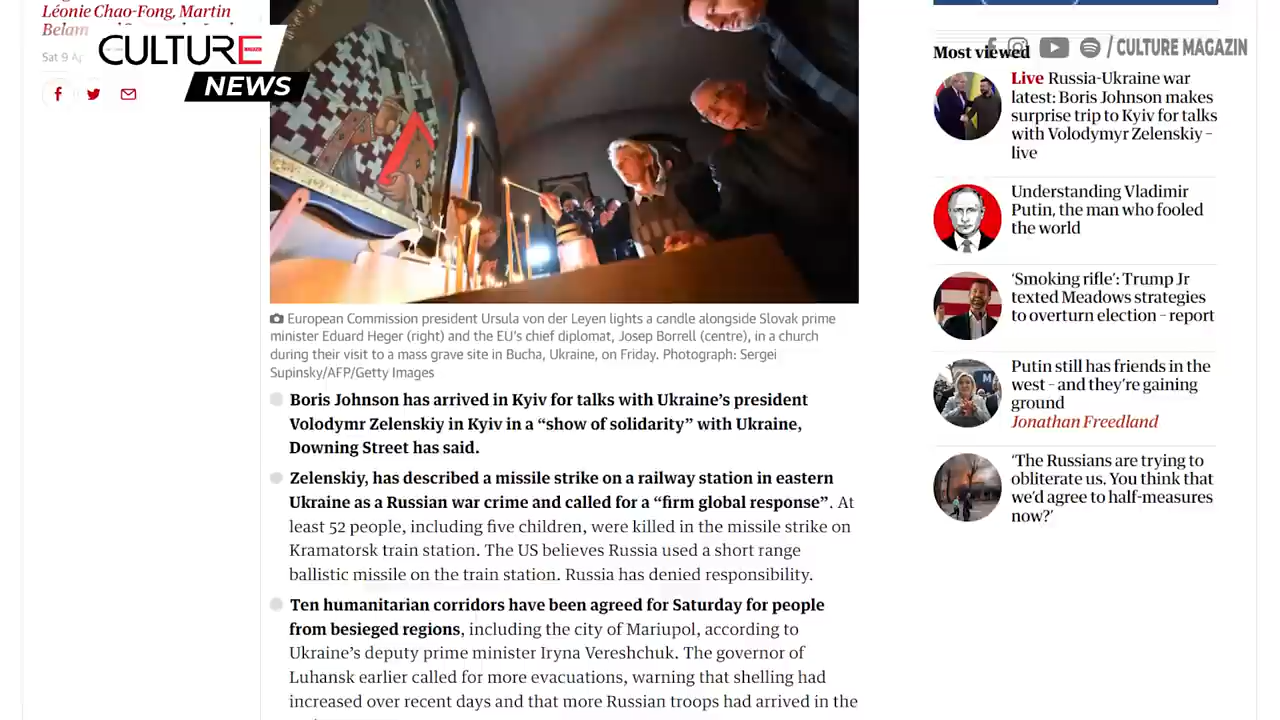 Léonie Chao-Fong, Martin
Belam
Sat 9
CULTURE
NEWS
/ CULTURE MAGAZIN
European Commission president Ursula von der Leyen lights a candle alongside Slovak prime
minister Eduard Heger (right) and the EU's chief diplomat, Josep Borrell (centre), in a church
during their visit to a mass grave site in Bucha, Ukraine, on Friday. Photograph: Sergei
Supinsky/AFP/Getty Images
Boris Johnson has arrived in Kyiv for talks with Ukraine's president
Volodymr Zelenskiy in Kyiv in a “show of solidarity” with Ukraine,
Downing Street has said.
Zelenskiy, has described a missile strike on a railway station in eastern
Ukraine as a Russian war crime and called for a “firm global response”. At
least 52 people, including five children, were killed in the missile strike on
Kramatorsk train station. The US believes Russia used a short range
ballistic missile on the train station. Russia has denied responsibility.
Ten humanitarian corridors have been agreed for Saturday for people
from besieged regions, including the city of Mariupol, according to
Ukraine's deputy prime minister Iryna Vereshchuk. The governor of
Luhansk earlier called for more evacuations, warning that shelling had
increased over recent days and that more Russian troops had arrived in the
Most viewed
Live Russia-Ukraine war
latest: Boris Johnson makes
surprise trip to Kyiv for talks
with Volodymyr Zelenskiy –
live
Understanding Vladimir
Putin, the man who fooled
the world
‘Smoking rifle’: Trump Jr
texted Meadows strategies
to overturn election – report
Putin still has friends in the
west – and they're gaining
ground
Jonathan Freedland
‘The Russians are trying to
obliterate us. You think that
we'd agree to half-measures
now?’